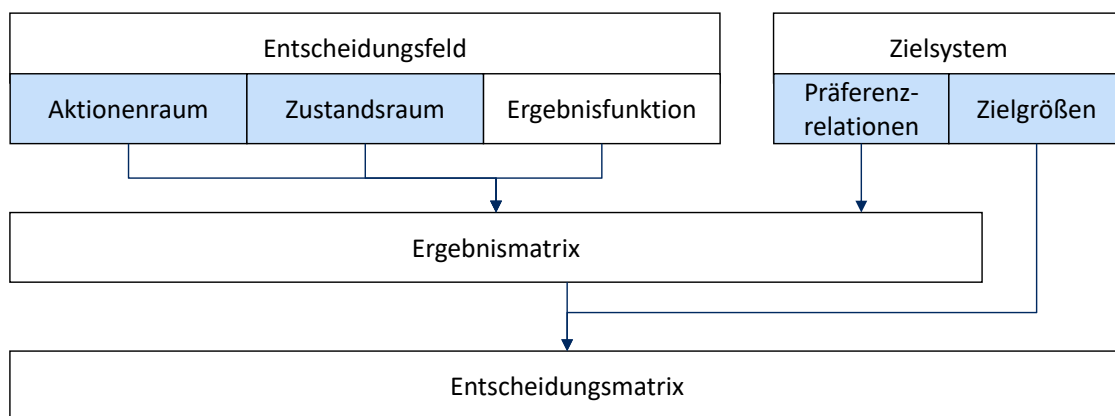 Entscheidungsfeld
Zielsystem
Aktionenraum
Zustandsraum
Ergebnisfunktion
Präferenz-
relationen
Zielgrößen
Ergebnismatrix
Entscheidungsmatrix